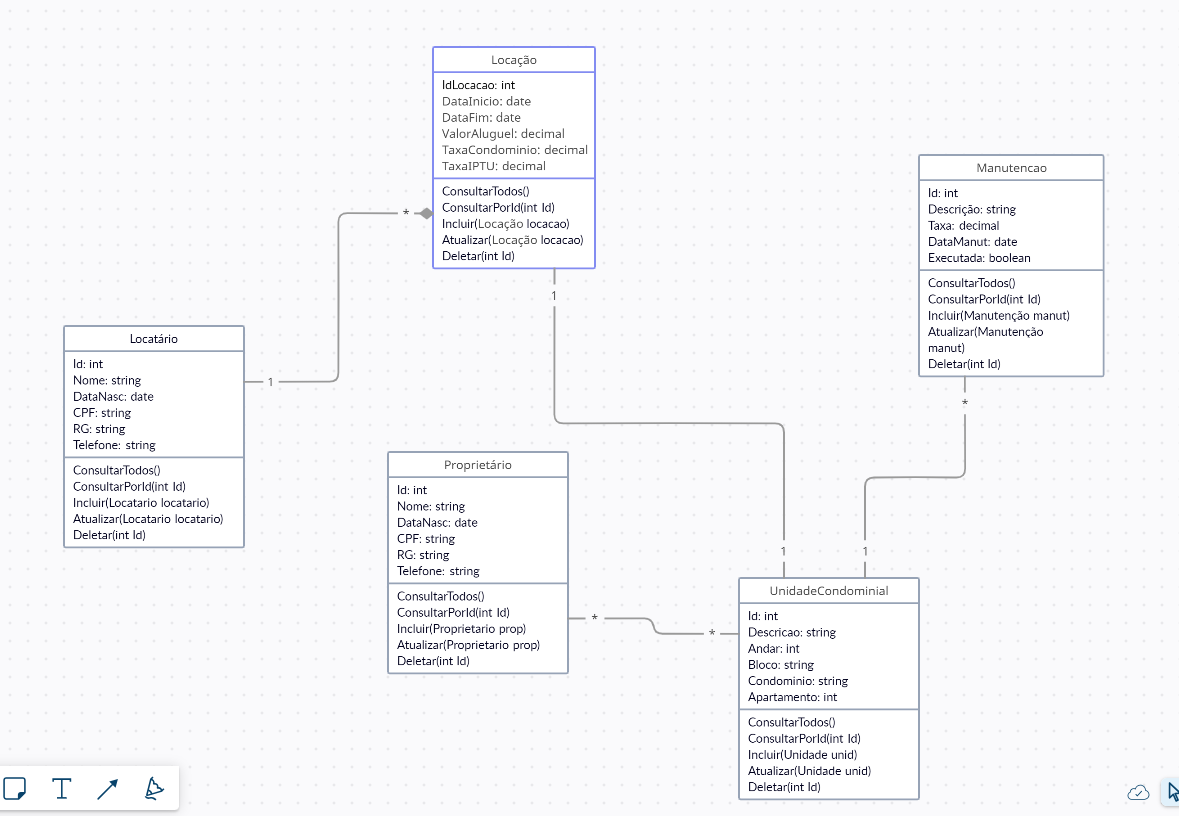 Locação
IdLocacao: int
DataInicio: date
DataFim: date
ValorAluguel: decimal
TaxaCondominio: decimal
TaxaIPTU: decimal
ConsultarTodos()
ConsultarPorId(int Id)
Incluir(Locação locacao)
Atualizar(Locação locacao)
Deletar(int Id)
*
1
1
Manutencao
Id: int
Descrição: string
Taxa: decimal
DataManut: date
Executada: boolean
ConsultarTodos()
ConsultarPorId(int Id)
Incluir(Manutenção manut)
Atualizar(Manutenção
manut)
Deletar(int Id)
*
1
1
Locatário
Id: int
Nome: string
DataNasc: date
CPF: string
RG: string
Telefone: string
ConsultarTodos()
ConsultarPorId(int Id)
Incluir(Locatario locatario)
Atualizar(Locatario locatario)
Deletar(int Id)
Proprietário
Id: int
Nome: string
DataNasc: date
CPF: string
RG: string
Telefone: string
ConsultarTodos()
ConsultarPorId(int Id)
Incluir(Proprietario prop)
Atualizar(Proprietario prop)
Deletar(int Id)
*
*
UnidadeCondominial
Id: int
Descricao: string
Andar: int
Bloco: string
Condominio: string
Apartamento: int
ConsultarTodos()
ConsultarPorId(int Id)
Incluir(Unidade unid)
Atualizar(Unidade unid)
Deletar(int Id)
T